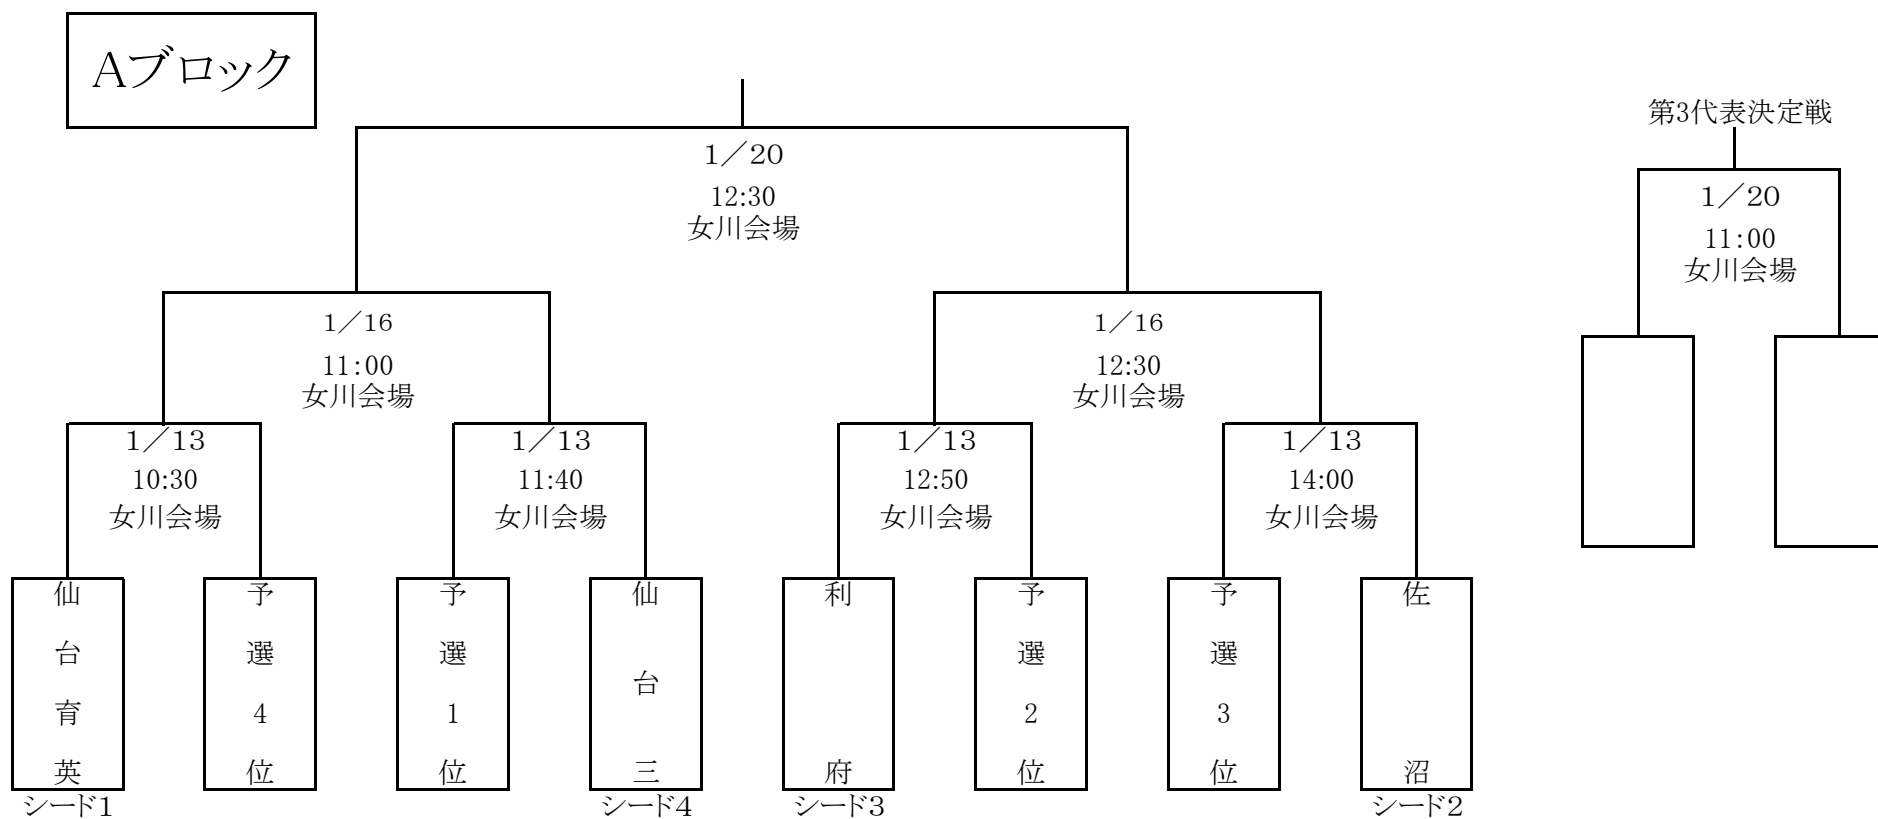 Aブロック
第3代表決定戦
1／20
12:30
女川会場
1／20
11:00
女川会場
1／16
11:00
女川会場
1／16
12:30
女川会場
1／13
10:30
女川会場
1／13
11:40
女川会場
1／13
12:50
女川会場
1／13
14:00
女川会場
仙台育英
予選4位
予選1位
仙台三
利府
予選2位
予選3位
佐沼
シード1
シード4
シード3
シード2